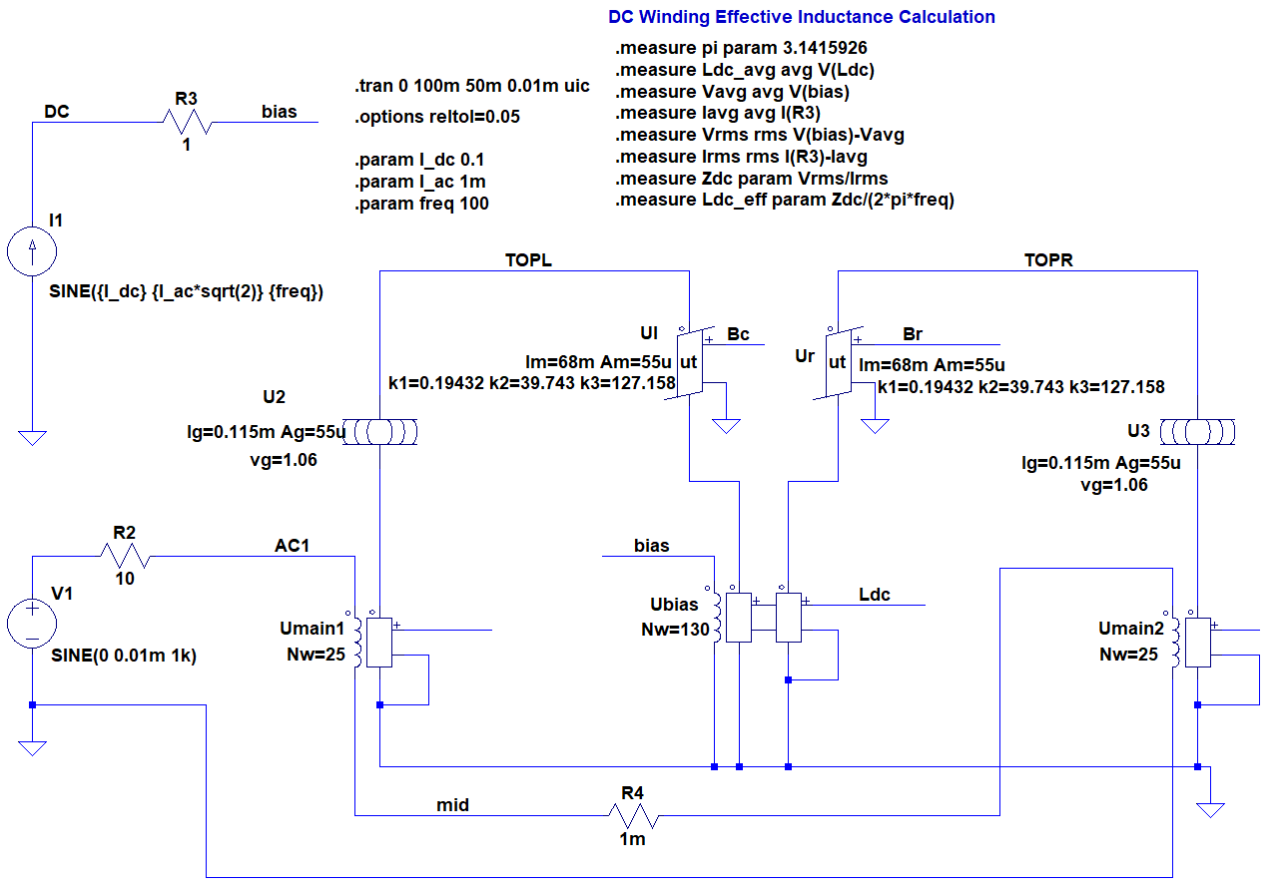 DC Winding Effective Inductance Calculation
.measure pi param 3.1415926
.measure Ldc_avg avg V(Ldc)
.measure Vavg avg V(bias)
.measure Iavg avg I(R3)
.measure Vrms rms V(bias)-Vavg
.measure Irms rms I(R3)-Iavg
.measure Zdc param Vrms/Irms
.measure Ldc_eff param Zdc/(2*pi*freq)
.tran 0 100m 50m 0.01m uic
.options reltol=0.05
.param I_dc 0.1
.param I_ac 1m
.param freq 100
DC
R3
1
bias
I1
SINE({I_dc} {I_ac*sqrt(2)} {freq})
TOPL
TOPR
Ul
Bc
ut
lm=68m Am=55u
k1=0.19432 k2=39.743 k3=127.158
Ur
Br
ut
lm=68m Am=55u
k1=0.19432 k2=39.743 k3=127.158
U2
lg=0.115m Ag=55u
vg=1.06
U3
lg=0.115m Ag=55u
vg=1.06
R2
10
AC1
V1
SINE(0 0.01m 1k)
Umain1
Nw=25
bias
Ubias
Nw=130
Ldc
Umain2
Nw=25
mid
R4
1m